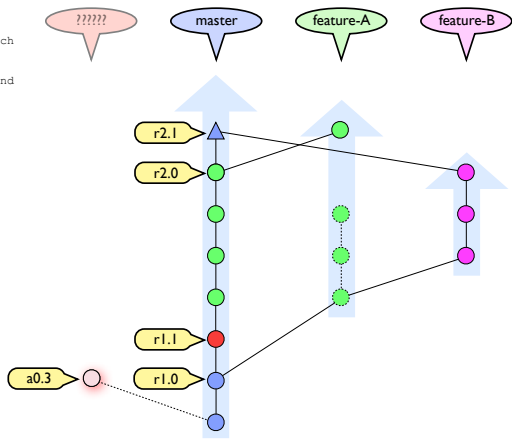 ?????? master feature-A feature-B
ch
nd
r2.1
r2.0
r1.1
a0.3 r1.0